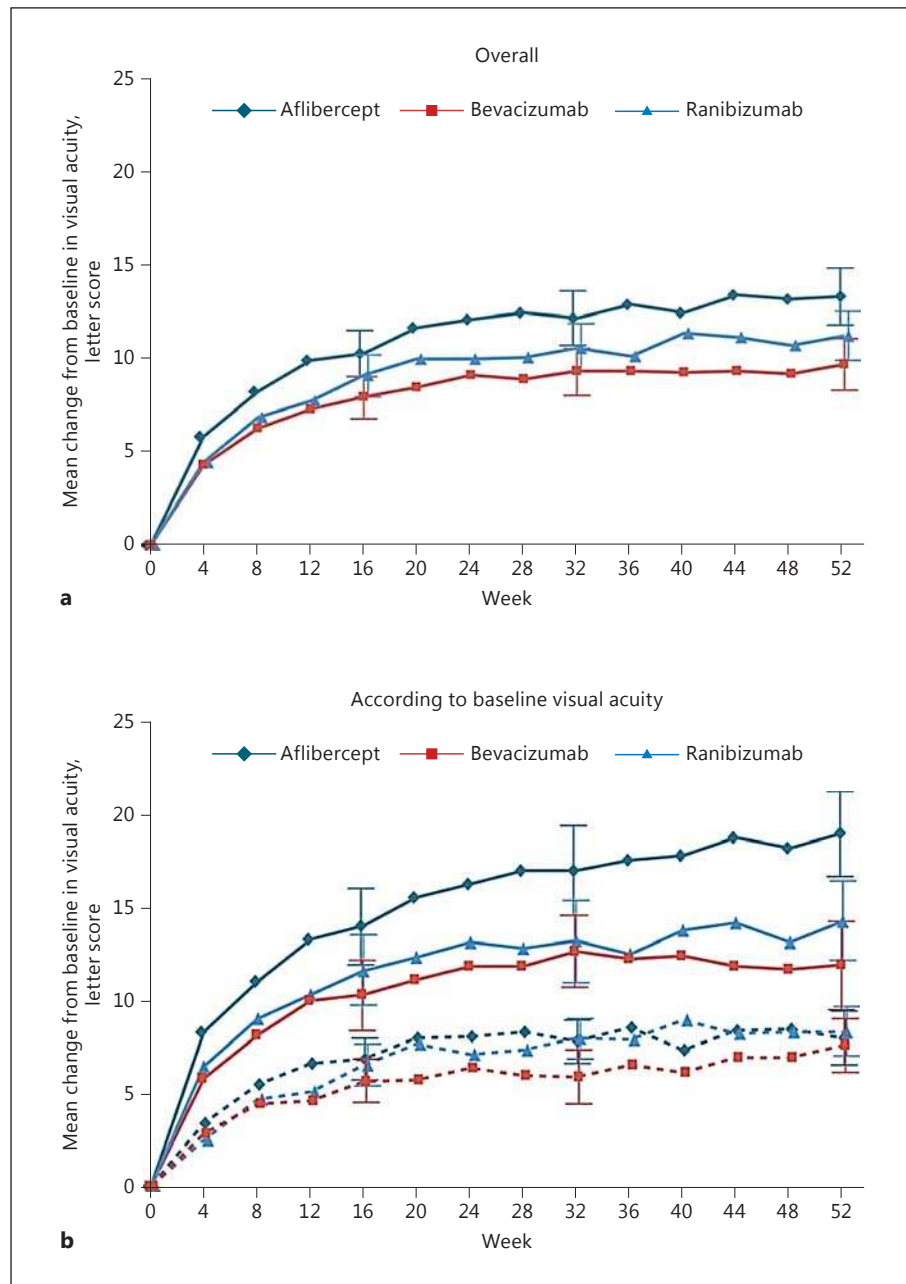 Overall
25
Aflibercept Bevacizumab Ranibizumab
20
15
10
5
0
Mean change from baseline in visual acuity,
letter score
0 4 8 12 16 20 24 28 32 36 40 44 48 52
a Week
According to baseline visual acuity
25
Aflibercept Bevacizumab Ranibizumab
20
15
10
5
0
Mean change from baseline in visual acuity,
letter score
0 4 8 12 16 20 24 28 32 36 40 44 48 52
b Week